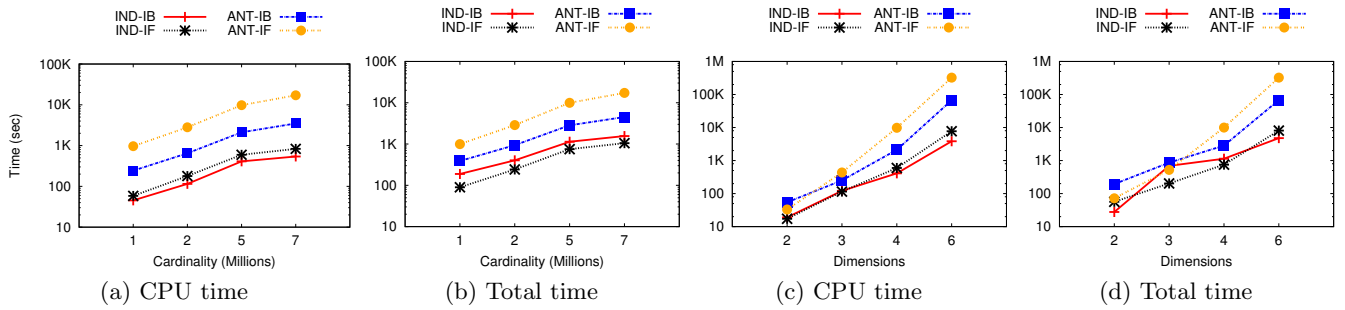 IND-IB ANT-IB
IND-IF ANT-IF
Time (sec)
100K
10K
1K
100
10
1 2 5 7
Cardinality (Millions)
(a) CPU time
IND-IB ANT-IB
IND-IF ANT-IF
100K
10K
1K
100
10
1 2 5 7
Cardinality (Millions)
(b) Total time
IND-IB ANT-IB
IND-IF ANT-IF
1M
100K
10K
1K
100
10
2 3 4 6
Dimensions
(c) CPU time
IND-IB ANT-IB
IND-IF ANT-IF
1M
100K
10K
1K
100
10
2 3 4 6
Dimensions
(d) Total time